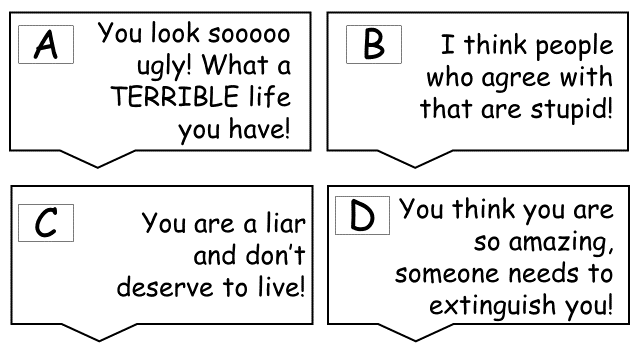 A
You look sooooo
ugly! What a
TERRIBLE life
you have!
B
I think people
who agree with
that are stupid!
C
You are a liar
and don't
deserve to live!
D
You think you are
so amazing,
someone needs to
extinguish you!